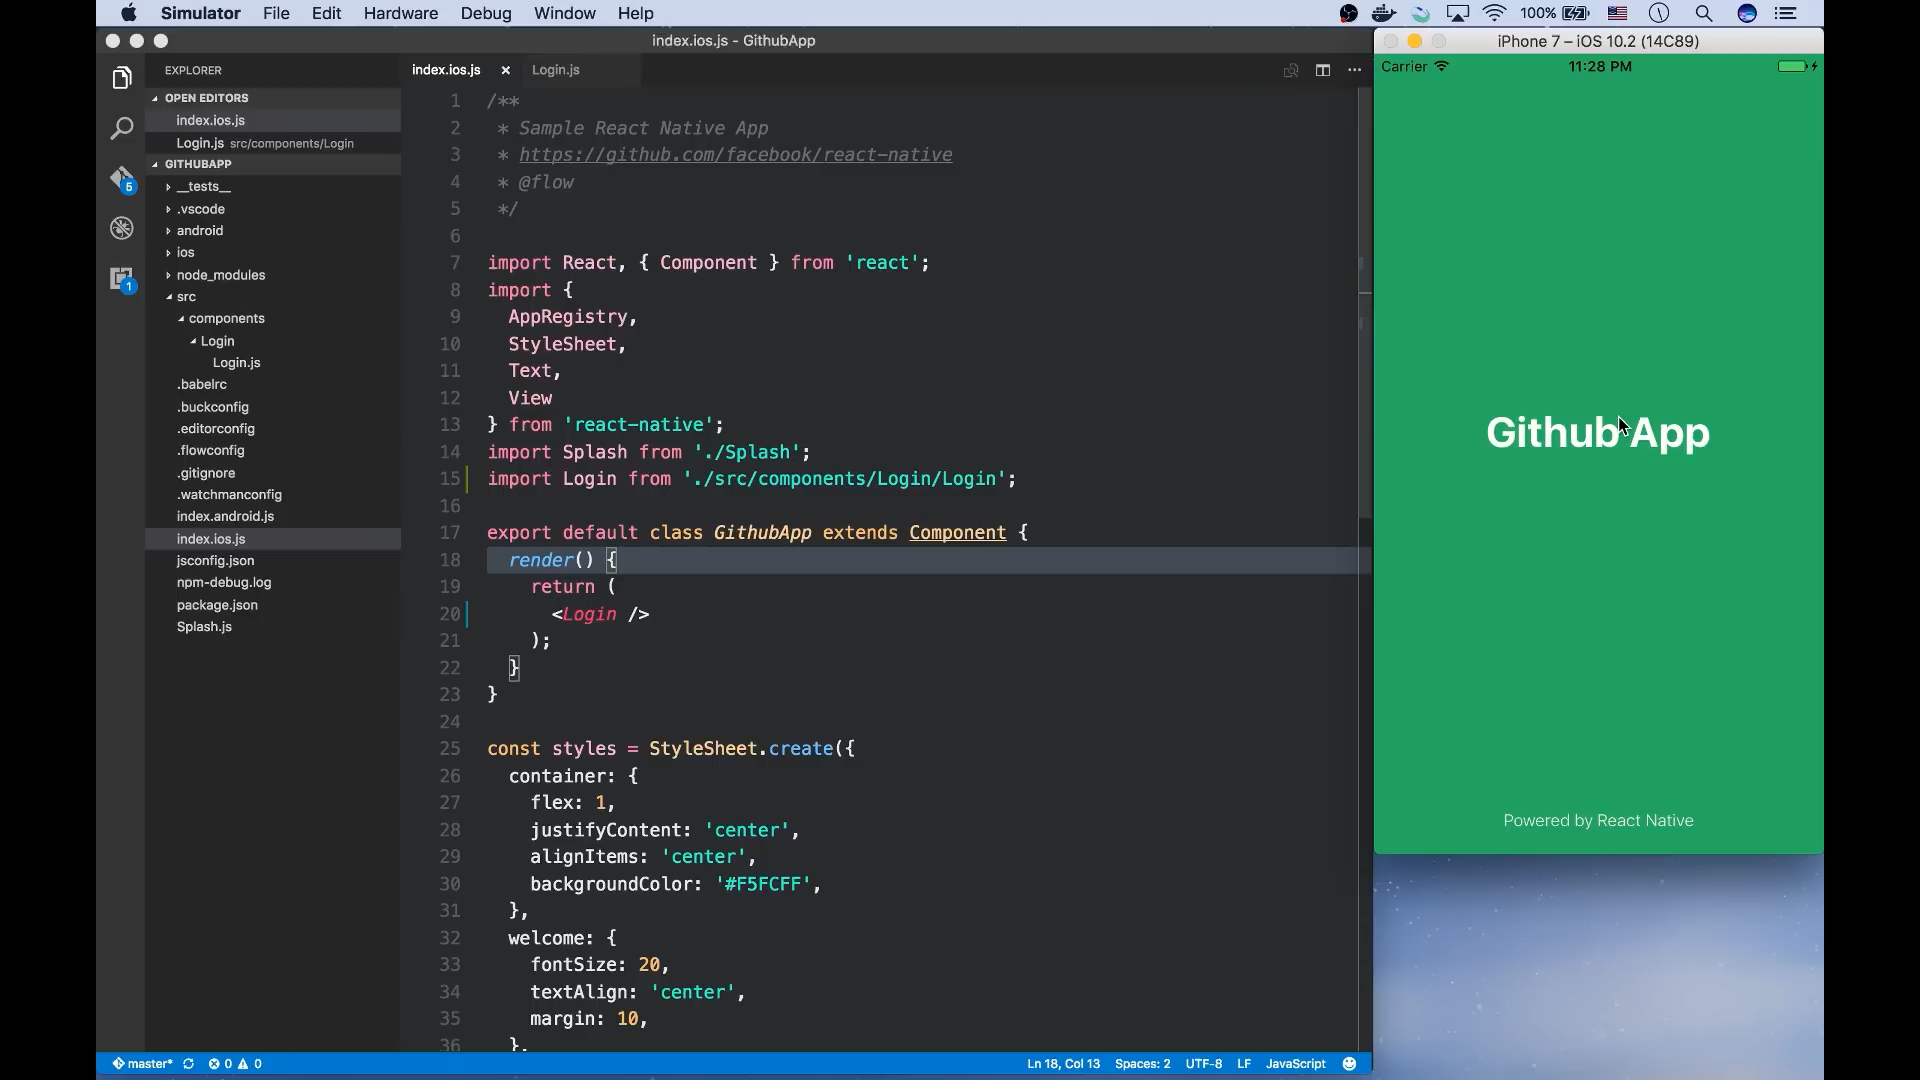 Simulator File Edit Hardware Debug Window Help 100%
index.ios.js - GithubApp
EXPLORER
OPEN EDITORS
index.ios.js
Login.js src/components/Login
GITHUBAPP
__tests__
.vscode
android
ios
node_modules
src
components
Login
Login.js
.babelrc
.buckconfig
.editorconfig
.flowconfig
.gitignore
.watchmanconfig
index.android.js
index.ios.js
jsconfig.json
npm-debug.log
package.json
Splash.js
5
1
index.ios.js Login.js
1 /**
2 * Sample React Native App
3 * https://github.com/facebook/react-native
4 * @flow
5 */
6
7 import React, { Component } from 'react';
8 import {
9 AppRegistry,
10 StyleSheet,
11 Text,
12 View
13 } from 'react-native';
14 import Splash from './Splash';
15 import Login from './src/components/Login/Login';
16
17 export default class GithubApp extends Component {
18 render() {
19 return (
20 <Login />
21 );
22 }
23 }
24
25 const styles = StyleSheet.create({
26 container: {
27 flex: 1,
28 justifyContent: 'center',
29 alignItems: 'center',
30 backgroundColor: '#F5FCFF',
31 },
32 welcome: {
33 fontSize: 20,
34 textAlign: 'center',
35 margin: 10,
36 },
master* 0 0 Ln 18, Col 13 Spaces: 2 UTF-8 LF JavaScript
iPhone 7 – iOS 10.2 (14C89)
Carrier 11:28 PM
Github App
Powered by React Native